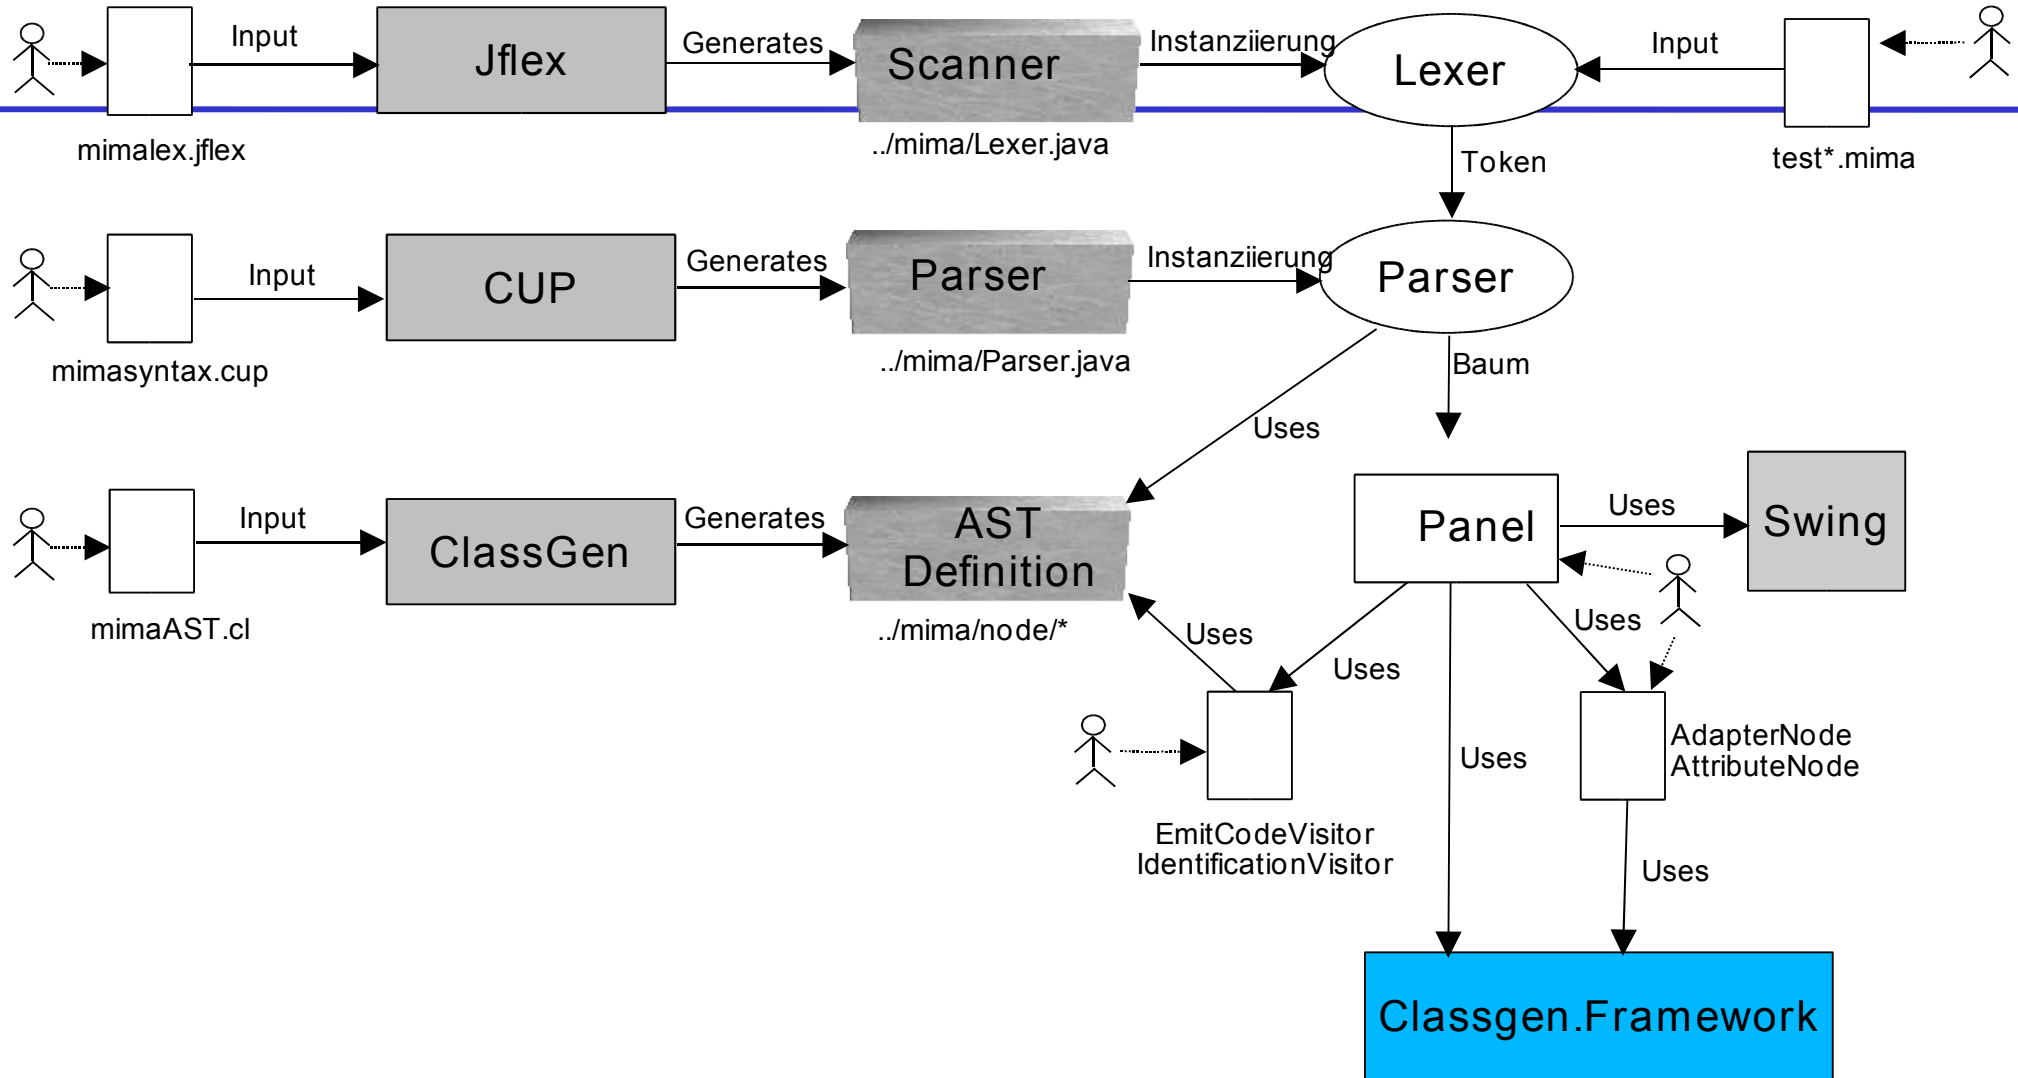 Input
Jflex
Generates
Scanner
Instanziierung
Lexer
Input
mimalex.jflex
../mima/Lexer.java
Token
test*.mima
Input
CUP
Generates
Parser
Instanziierung
Parser
mimasyntax.cup
../mima/Parser.java
Baum
Uses
Input
ClassGen
Generates
AST
Definition
Panel
Uses
Swing
mimaAST.cl
../mima/node/*
Uses
Uses
Uses
Uses
AdapterNode
AttributeNode
EmitCodeVisitor
IdentificationVisitor
Uses
Classgen.Framework